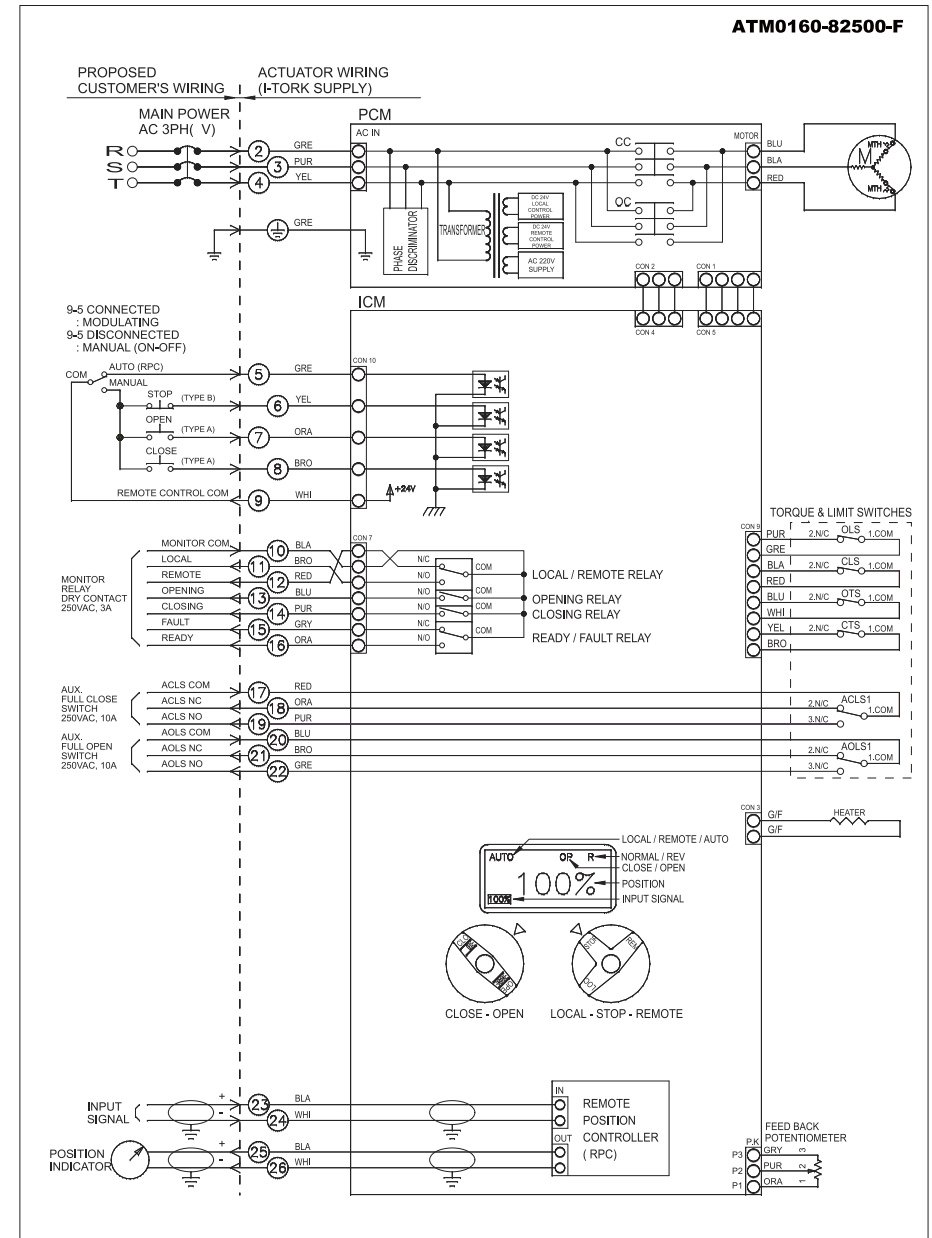 ATM0160-82500-F
PROPOSED
CUSTOMER'S WIRING
ACTUATOR WIRING
(I-TORK SUPPLY)
MAIN POWER
AC 3PH( V)
PCM
AC IN
MOTOR
R
S
T
2
3
4
GRE
PUR
YEL
GRE
CC
OC
BLU
BLA
RED
M
MTH
MTH
PHASE
DISCRIMINATOR
TRANSFORMER
DC 24V
LOCAL
CONTROL
POWER
DC 24V
REMOTE
CONTROL
POWER
AC 220V
SUPPLY
CON 2
CON 1
CON 4
CON 5
ICM
9-5 CONNECTED
: MODULATING
9-5 DISCONNECTED
: MANUAL (ON-OFF)
COM
AUTO (RPC)
MANUAL
STOP
(TYPE B)
OPEN
(TYPE A)
CLOSE
(TYPE A)
REMOTE CONTROL COM
5
6
7
8
9
GRE
YEL
ORA
BRO
WHI
CON 10
+24V
MONITOR
RELAY
DRY CONTACT
250VAC, 3A
MONITOR COM
LOCAL
REMOTE
OPENING
CLOSING
FAULT
READY
10
11
12
13
14
15
16
BLA
BRO
RED
BLU
PUR
GRY
ORA
CON 7
N/C
N/O
N/O
N/O
N/C
N/O
COM
COM
COM
COM
LOCAL / REMOTE RELAY
OPENING RELAY
CLOSING RELAY
READY / FAULT RELAY
TORQUE & LIMIT SWITCHES
CON 9
PUR
GRE
BLA
RED
BLU
WHI
YEL
BRO
2.N/C OLS 1.COM
2.N/C CLS 1.COM
2.N/C OTS 1.COM
2.N/C CTS 1.COM
AUX.
FULL CLOSE
SWITCH
250VAC, 10A
ACLS COM
ACLS NC
ACLS NO
AUX.
FULL OPEN
SWITCH
250VAC, 10A
AOLS COM
AOLS NC
AOLS NO
17
18
19
20
21
22
RED
ORA
PUR
BLU
BRO
GRE
2.N/C ACLS1 1.COM
3.N/C
2.N/C AOLS1 1.COM
3.N/C
CON 3
G/F
G/F
HEATER
AUTO OP R
100%
100%
LOCAL / REMOTE / AUTO
NORMAL / REV
CLOSE / OPEN
POSITION
INPUT SIGNAL
STOP
REM
LOC
CLOSE - OPEN
LOCAL - STOP - REMOTE
INPUT
SIGNAL
+
-
23
24
BLA
WHI
POSITION
INDICATOR
+
-
25
26
BLA
WHI
IN
OUT
REMOTE
POSITION
CONTROLLER
( RPC)
FEED BACK
POTENTIOMETER
P.K
P3
P2
P1
GRY 3
PUR 2
ORA 1